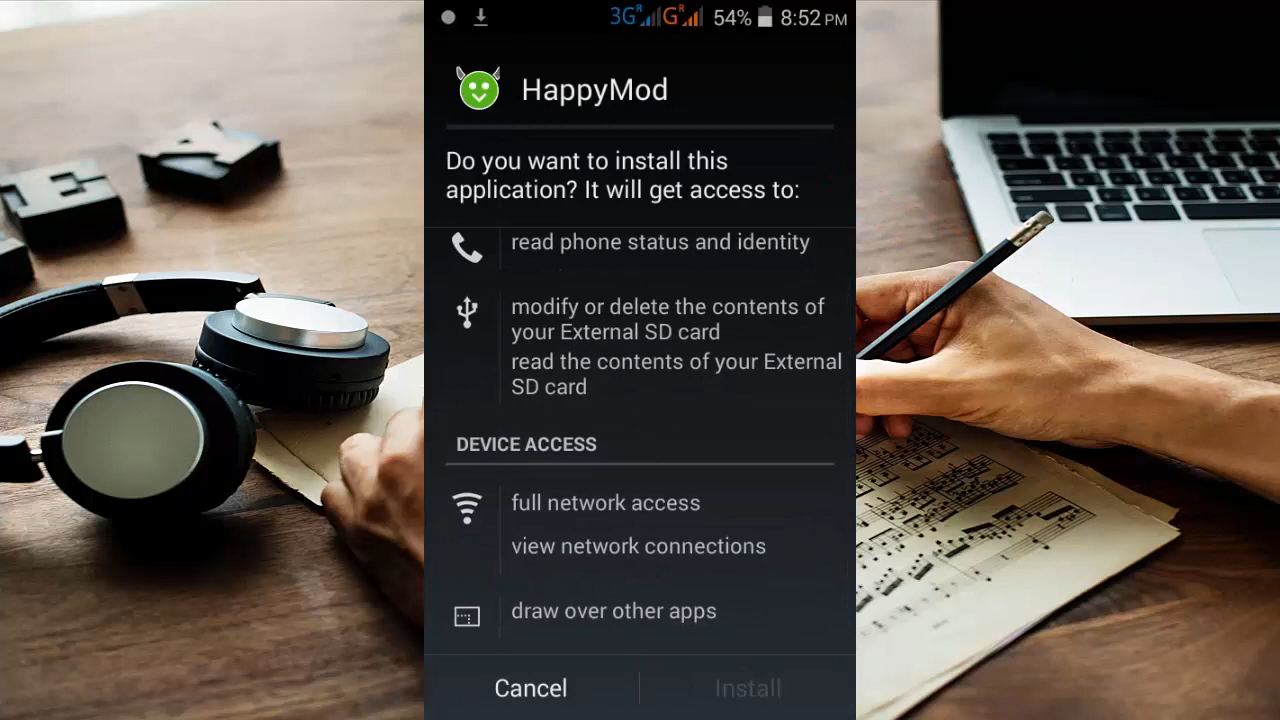 3G R G R 54% 8:52 PM
HappyMod
Do you want to install this
application? It will get access to:
read phone status and identity
modify or delete the contents of
your External SD card
read the contents of your External
SD card
DEVICE ACCESS
full network access
view network connections
draw over other apps
Cancel Install